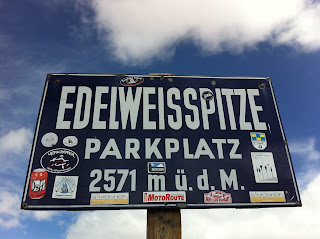 EDELWEISSPITZE
PARKPLATZ
2571 m ü. d. M.
MotoRoute